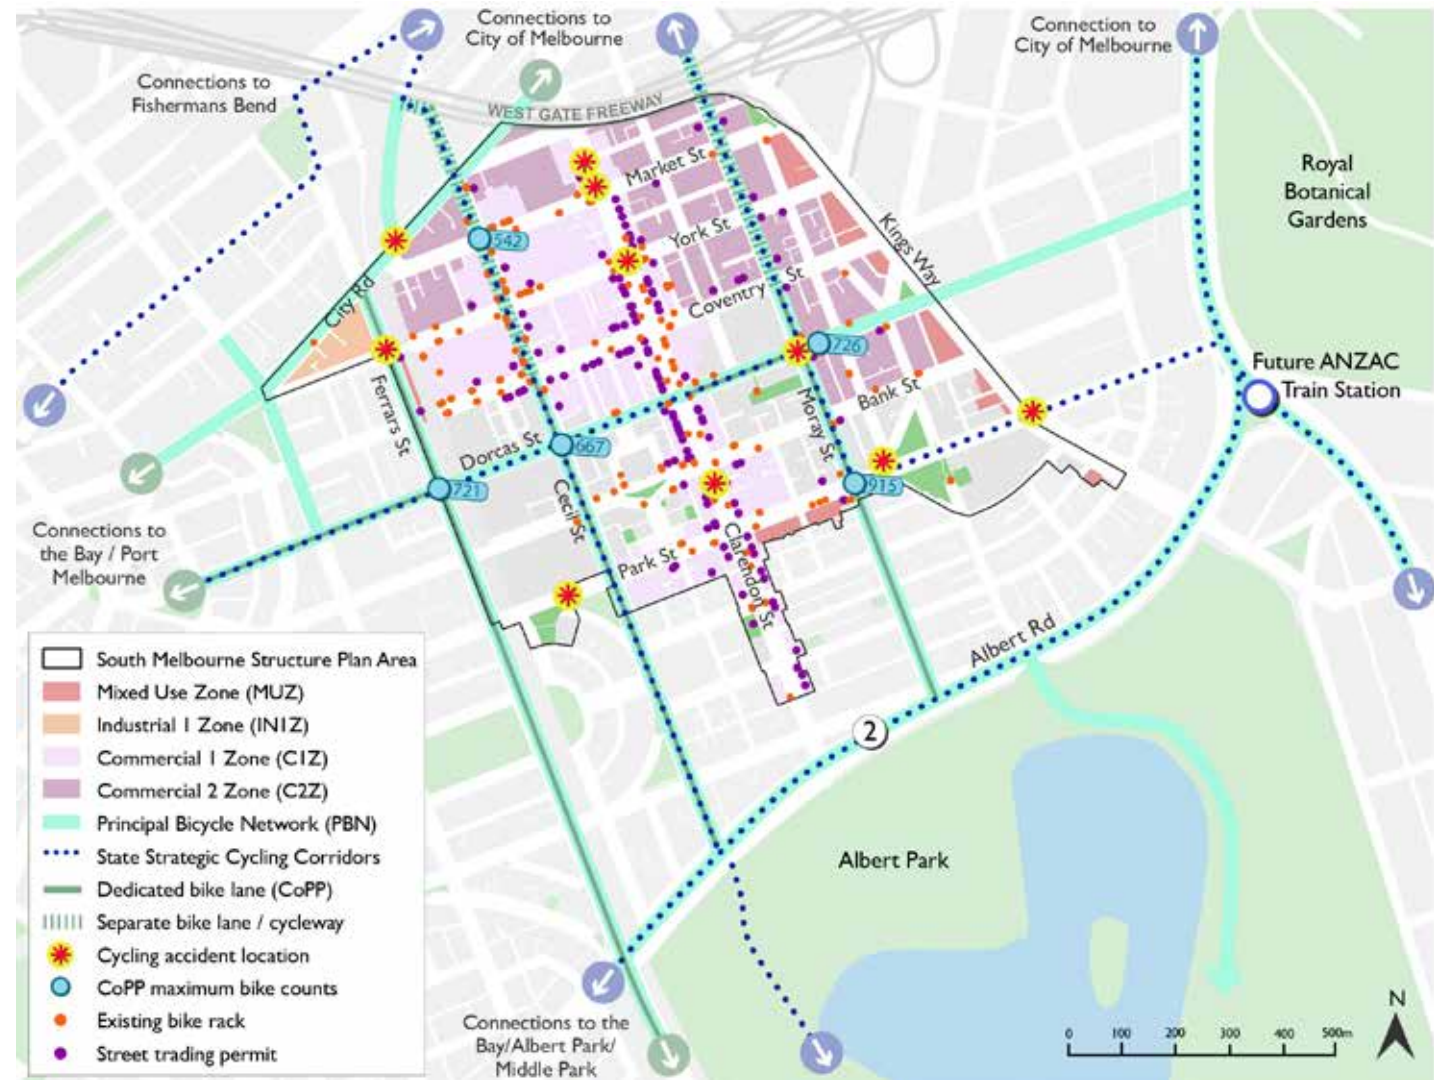 Connections to
City of Melbourne
Connection to
City of Melbourne
Connections to
Fishermans Bend
WEST GATE FREEWAY
Market St
Royal
Botanical
Gardens
York St
Kings Way
542
City Rd
Coventry St
726
Future ANZAC
Train Station
Ferrars St
Moray St
Bank St
Dorcas St
667
721
Cecil St
915
Connections to
the Bay / Port
Melbourne
Park St
Clarendon St
Albert Rd
2
South Melbourne Structure Plan Area
Mixed Use Zone (MUZ)
Industrial 1 Zone (IN1Z)
Commercial 1 Zone (C1Z)
Commercial 2 Zone (C2Z)
Principal Bicycle Network (PBN)
State Strategic Cycling Corridors
Dedicated bike lane (CoPP)
Separate bike lane / cycleway
Cycling accident location
CoPP maximum bike counts
Existing bike rack
Street trading permit
Albert Park
Connections to the
Bay/Albert Park/
Middle Park
N
0 100 200 300 400 500m